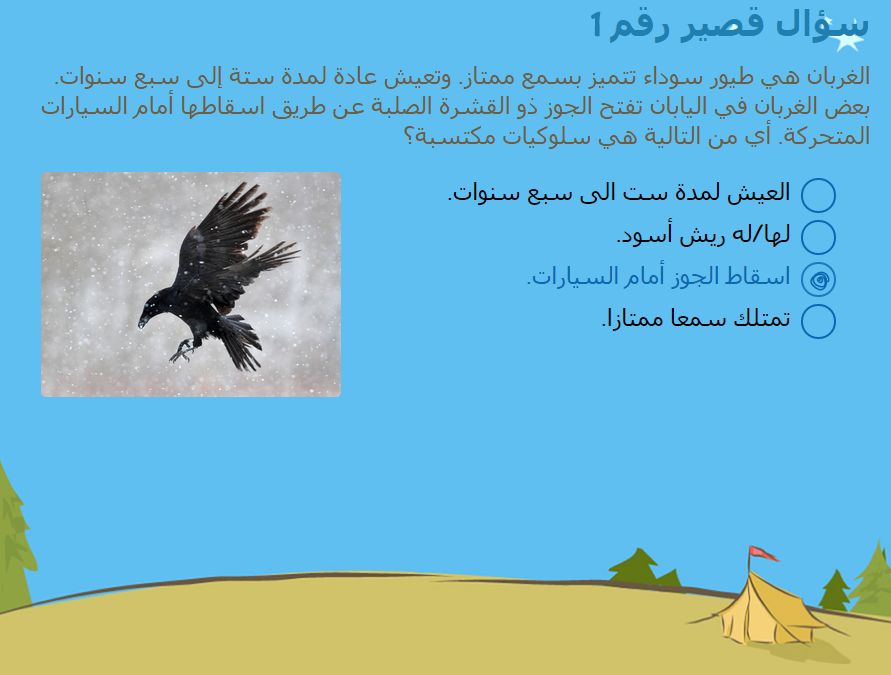 سؤال قصير رقم 1
الغربان هي طيور سوداء تتميز بسمع ممتاز. وتعيش عادة لمدة ستة إلى سبع سنوات.
بعض الغربان في اليابان تفتح الجوز ذو القشرة الصلبة عن طريق اسقاطها أمام السيارات
المتحركة. أي من التالية هي سلوكيات مكتسبة؟
العيش لمدة ست الى سبع سنوات.
لها/له ريش أسود.
اسقاط الجوز أمام السيارات.
تمتلك سمعا ممتازا.